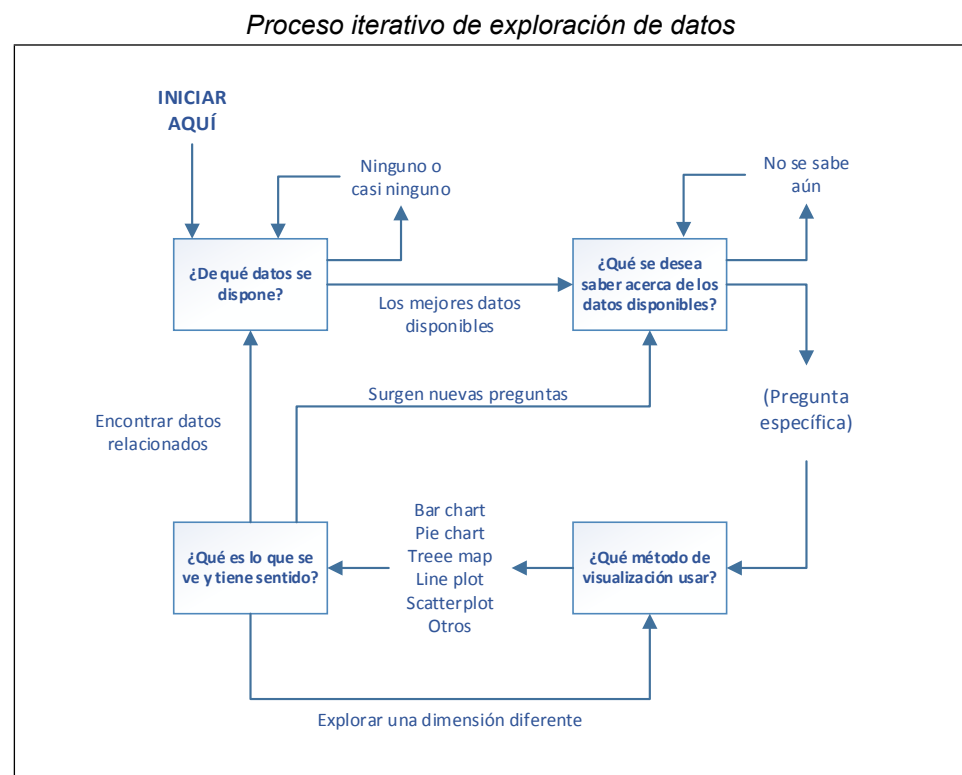 Proceso iterativo de exploración de datos
INICIAR
AQUÍ
Ninguno o
casi ninguno
No se sabe
aún
¿De qué datos se
dispone?
¿Qué se desea
saber acerca de los
datos disponibles?
Los mejores datos
disponibles
Surgen nuevas preguntas
(Pregunta
específica)
Encontrar datos
relacionados
Bar chart
Pie chart
Treee map
Line plot
Scatterplot
Otros
¿Qué es lo que se
ve y tiene sentido?
¿Qué método de
visualización usar?
Explorar una dimensión diferente